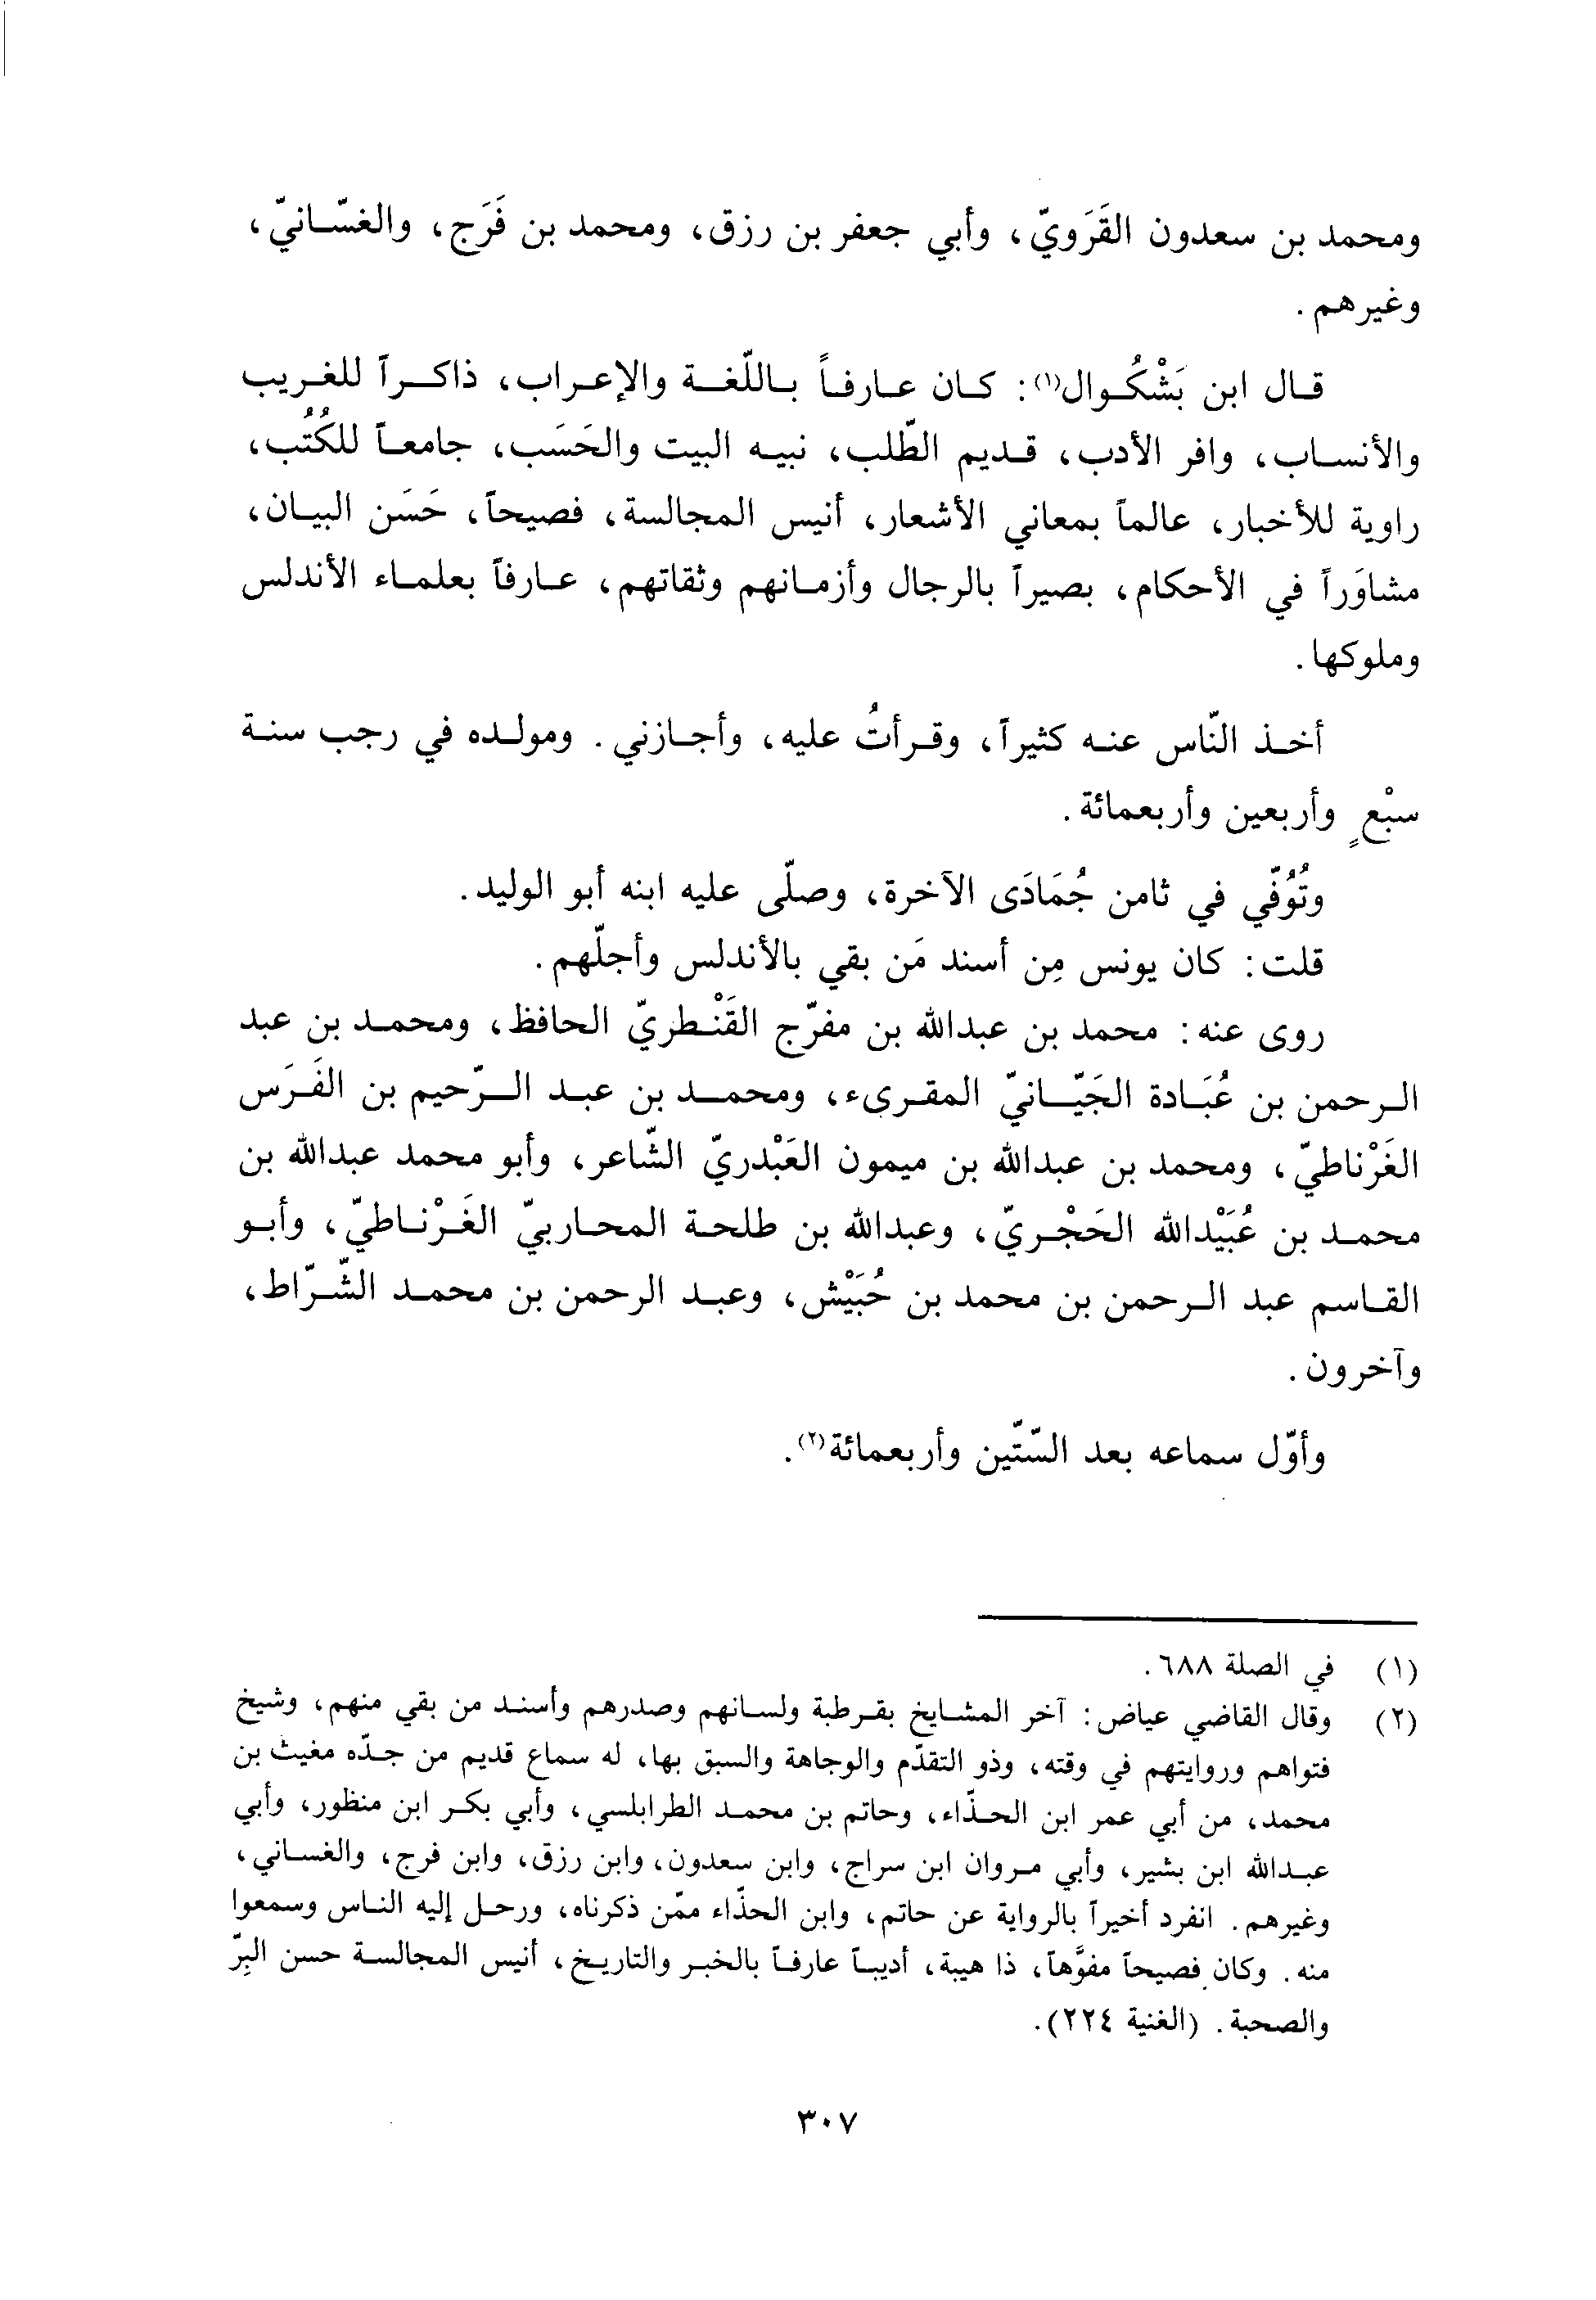 ومحمد بن سعدون القَرَويّ، وأبي جعفر بن رزق، ومحمد بن فَرَج، والغسّانيّ،
وغيرهم.
قال ابن بَشْكُوال(١): كان عارفاً باللّغة والإعراب، ذاكراً للغريب
والأنساب، وافر الأدب، قديم الطّلب، نبيه البيت والحَسَب، جامعاً للكُتُب،
راوية للأخبار، عالماً بمعاني الأشعار، أنيس المجالسة، فصيحاً، حَسَن البيان،
مشاوَراً في الأحكام، بصيراً بالرجال وأزمانهم وثقاتهم، عارفاً بعلماء الأندلس
وملوكها.
أخذ النّاس عنه كثيراً، وقرأتُ عليه، وأجازني. ومولده في رجب سنة
سبْعٍ وأربعين وأربعمائة.
وتُوُفّي في ثامن جُمَادَى الآخرة، وصلّى عليه ابنه أبو الوليد.
قلت: كان يونس مِن أسند مَن بقي بالأندلس وأجلّهم.
روى عنه: محمد بن عبدالله بن مفرّج القَنْطريّ الحافظ، ومحمد بن عبد
الرحمن بن عُبَادة الجَيّانيّ المقرىء، ومحمد بن عبد الرّحيم بن الفَرَس
الغَرْناطيّ، ومحمد بن عبدالله بن ميمون العَبْدريّ الشّاعر، وأبو محمد عبدالله بن
محمد بن عُبَيْدالله الحَجْريّ، وعبدالله بن طلحة المحاربيّ الغَرْناطيّ، وأبو
القاسم عبد الرحمن بن محمد بن حُبَيْش، وعبد الرحمن بن محمد الشّرّاط،
وآخرون.
وأوّل سماعه بعد السّتّين وأربعمائة(٢).
(١) في الصلة ٦٨٨.
(٢) وقال القاضي عياض: آخر المشايخ بقرطبة ولسانهم وصدرهم وأسند من بقي منهم، وشيخ
فتواهم وروايتهم في وقته، وذو التقدّم والوجاهة والسبق بها، له سماع قديم من جدّه مغيث بن
محمد، من أبي عمر ابن الحذّاء، وحاتم بن محمد الطرابلسي، وأبي بكر ابن منظور، وأبي
عبدالله ابن بشير، وأبي مروان ابن سراج، وابن سعدون، وابن رزق، وابن فرج، والغساني،
وغيرهم. انفرد أخيراً بالرواية عن حاتم، وابن الحذّاء ممّن ذكرناه، ورحل إليه الناس وسمعوا
منه. وكان فصيحاً مفوَّهاً، ذا هيبة، أديباً عارفاً بالخبر والتاريخ، أنيس المجالسة حسن البِرّ
والصحبة. (الغنية ٢٢٤).
٣٠٧